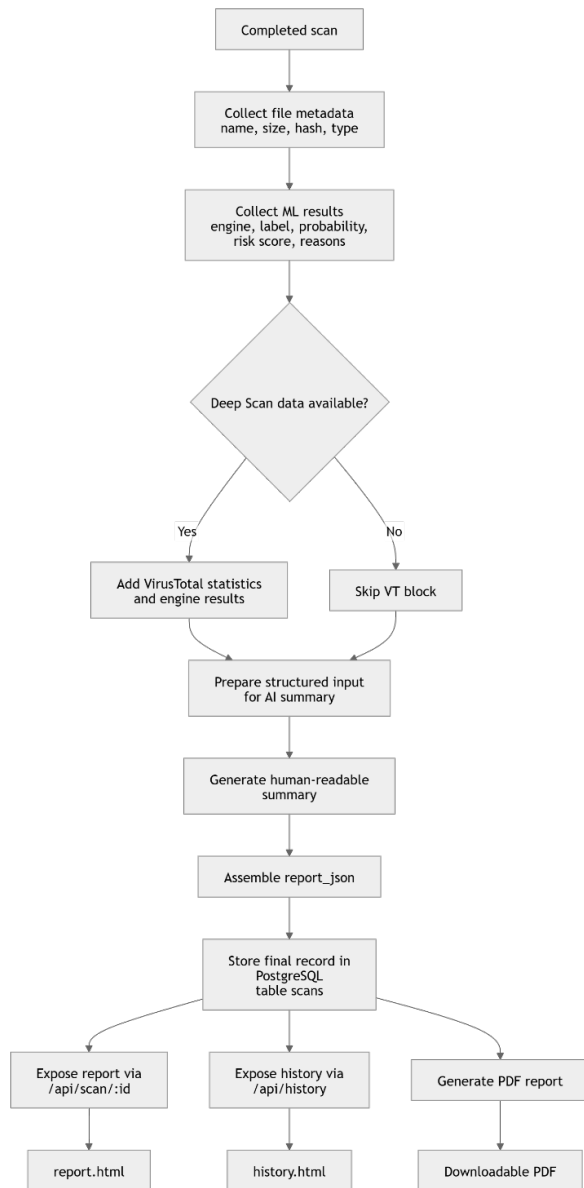 Completed scan
Collect file metadata
name, size, hash, type
Collect ML results
engine, label, probability,
risk score, reasons
Deep Scan data available?
Yes
No
Add VirusTotal statistics
and engine results
Skip VT block
Prepare structured input
for AI summary
Generate human-readable
summary
Assemble report_json
Store final record in
PostgreSQL
table scans
Expose report via
/api/scan/:id
Expose history via
/api/history
Generate PDF report
report.html
history.html
Downloadable PDF